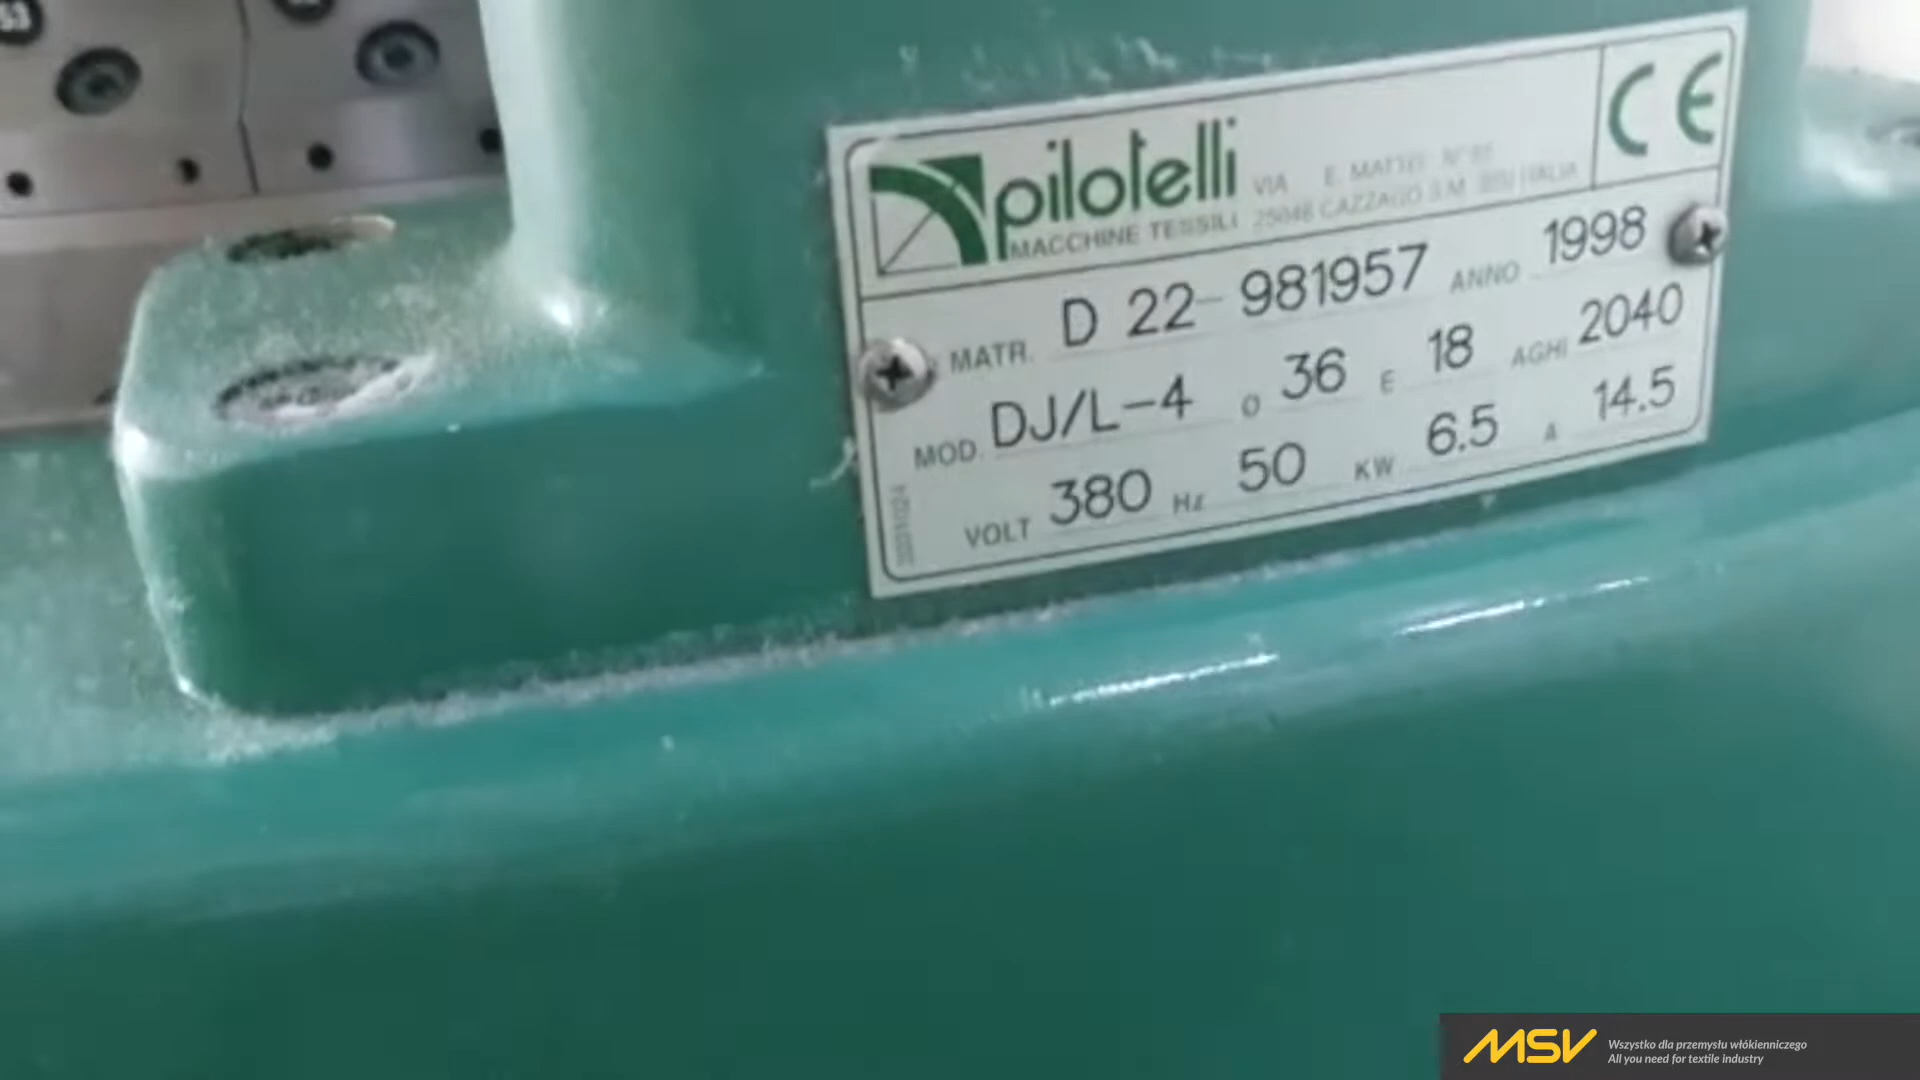 53
pilotelli
MACCHINE TESSILI
VIA E. MATTEI N° 
25046 CAZZAGO S.M. (BS) ITALIA
CE
MATR. D 22-981957 ANNO 1998
MOD. DJ/L-4 O 36 E 18 AGHI 2040
VOLT 380 Hz 50 KW 6.5 A 14.5
MSV
Wszystko dla przemysłu włókienniczego
All you need for textile industry